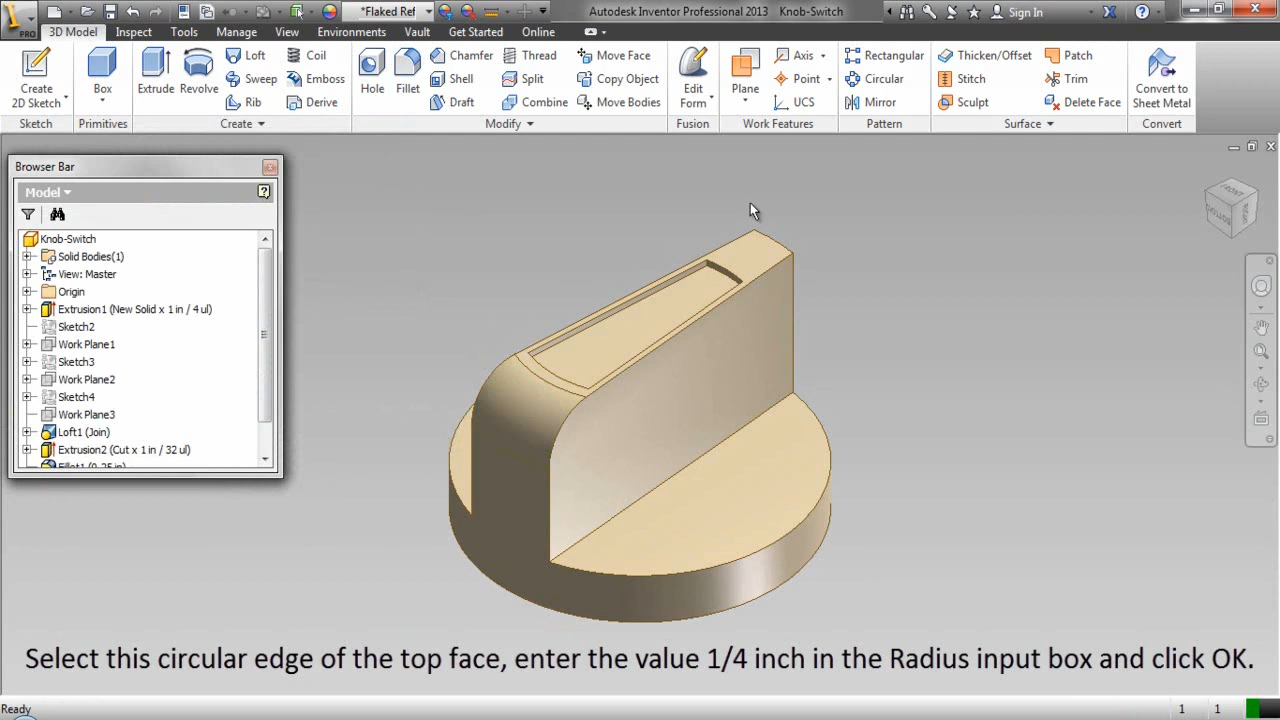 *Flaked Ref
Autodesk Inventor Professional 2013 Knob-Switch
Sign In
PRO
3D Model Inspect Tools Manage View Environments Vault Get Started Online
Create
2D Sketch
Box
Extrude
Revolve
Loft
Coil
Sweep
Emboss
Rib
Derive
Hole
Fillet
Chamfer
Thread
Move Face
Shell
Split
Copy Object
Draft
Combine
Move Bodies
Edit
Form
Plane
Axis
Point
UCS
Rectangular
Circular
Mirror
Thicken/Offset
Patch
Stitch
Trim
Sculpt
Delete Face
Convert to
Sheet Metal
Sketch
Primitives
Create
Modify
Fusion
Work Features
Pattern
Surface
Convert
Browser Bar
Model
Knob-Switch
Solid Bodies(1)
View: Master
Origin
Extrusion1 (New Solid x 1 in / 4 ul)
Sketch2
Work Plane1
Sketch3
Work Plane2
Sketch4
Work Plane3
Loft1 (Join)
Extrusion2 (Cut x 1 in / 32 ul)
Fillet1 (0.25 in)
FRONT
BOTTOM
Select this circular edge of the top face, enter the value 1/4 inch in the Radius input box and click OK.
Ready
1 1